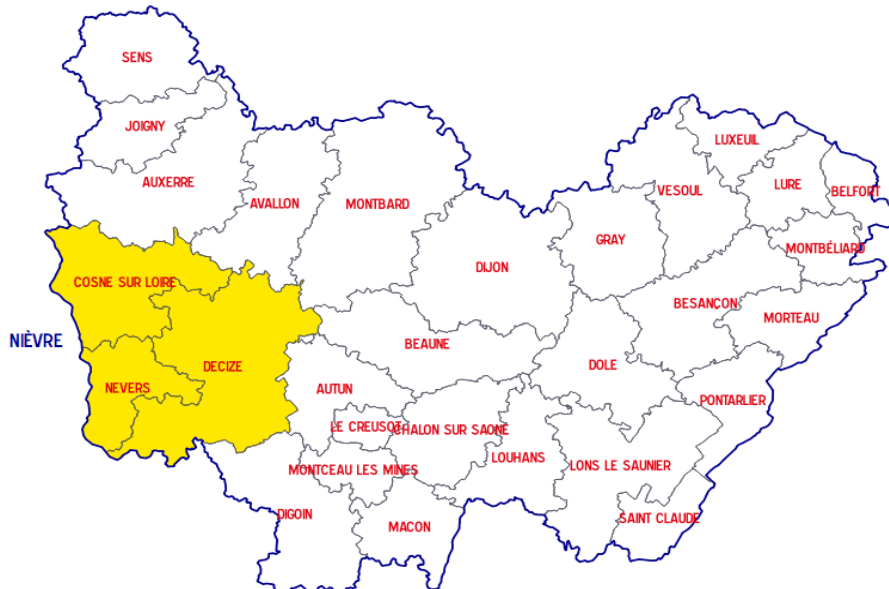 SENS
JOIGNY
LUXEUIL
AUXERRE
LURE
BELFORT
VESOUL
AVALLON
MONTBARD
GRAY
MONTBÉLIARD
DIJON
COSNE SUR LOIRE
BESANÇON
MORTEAU
NIÈVRE
BEAUNE
DECIZE
DOLE
NEVERS
AUTUN
PONTARLIER
LE CREUSOT
CHALON SUR SAONE
LOUHANS
LONS LE SAUNIER
MONTCEAU LES MINES
DIGOIN
SAINT CLAUDE
MACON